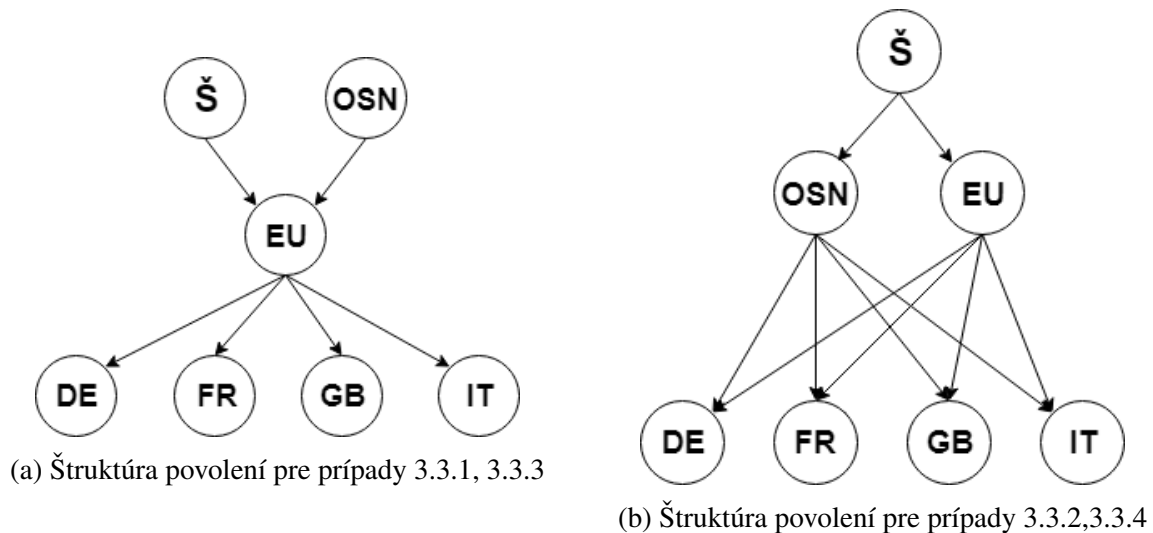 Š OSN
EU
DE FR GB IT
(a) Štruktúra povolení pre prípady 3.3.1, 3.3.3
Š
OSN EU
DE FR GB IT
(b) Štruktúra povolení pre prípady 3.3.2,3.3.4